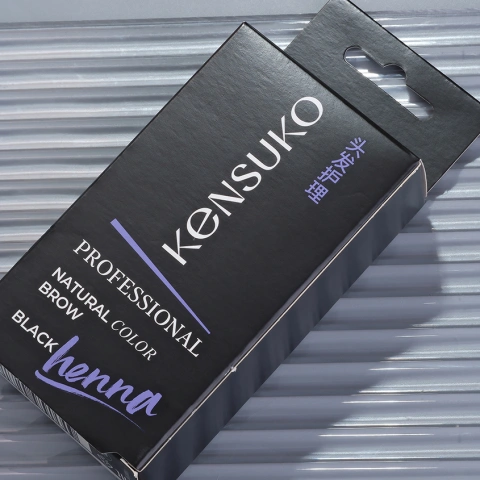 KENSUKO
头发护理
PROFESSIONAL
NATURAL COLOR
BROW
BLACK henna